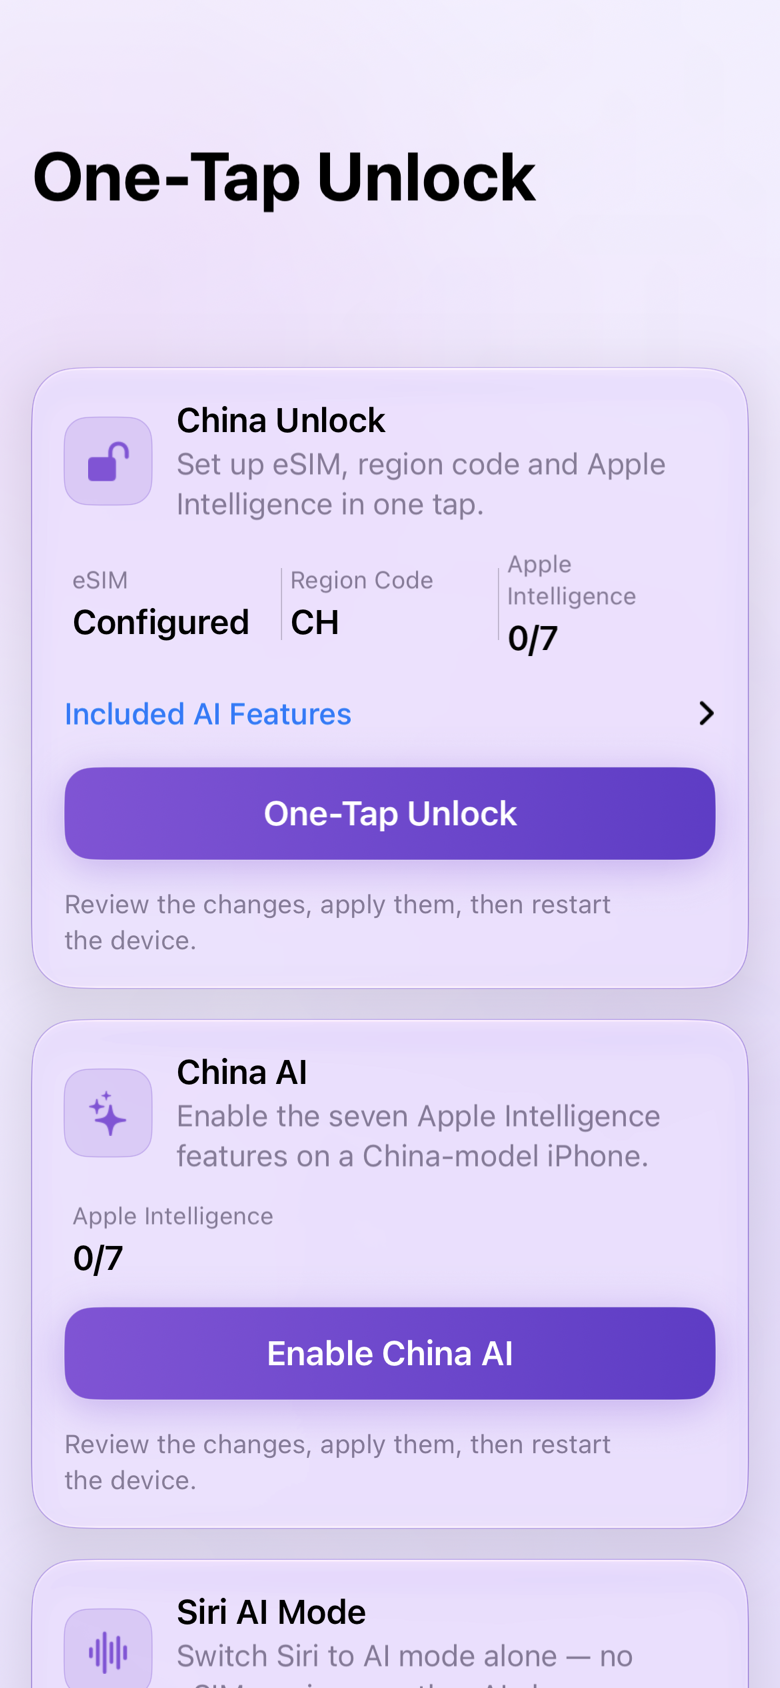 One-Tap Unlock
China Unlock
Set up eSIM, region code and Apple
Intelligence in one tap.
eSIM
Configured
Region Code
CH
Apple
Intelligence
0/7
Included AI Features
One-Tap Unlock
Review the changes, apply them, then restart
the device.
China AI
Enable the seven Apple Intelligence
features on a China-model iPhone.
Apple Intelligence
0/7
Enable China AI
Review the changes, apply them, then restart
the device.
Siri AI Mode
Switch Siri to AI mode alone — no